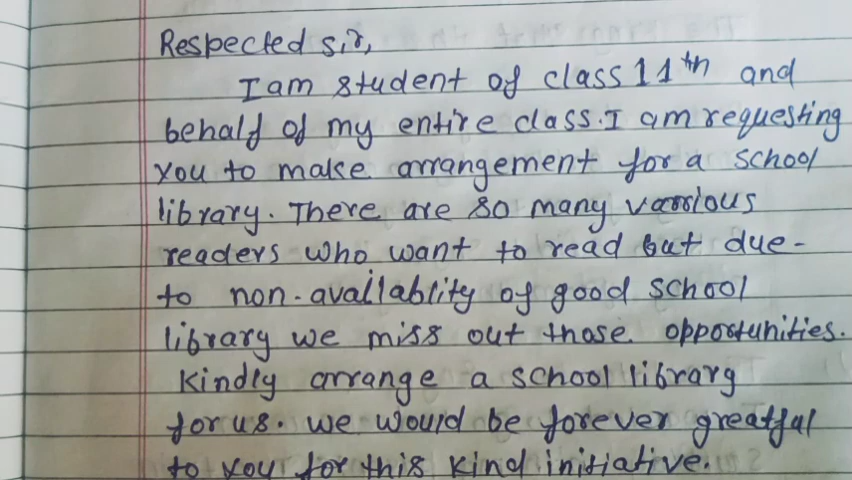 Respected sir,
I am student of class 11th and
behalf of my entire class. I am requesting
you to make arrangement for a school
library. There are so many various
readers who want to read but due-
to non-availablity of good school
library we miss out those opportunities.
Kindly arrange a school library
for us. we would be forever greatful
to you for this kind initiative.